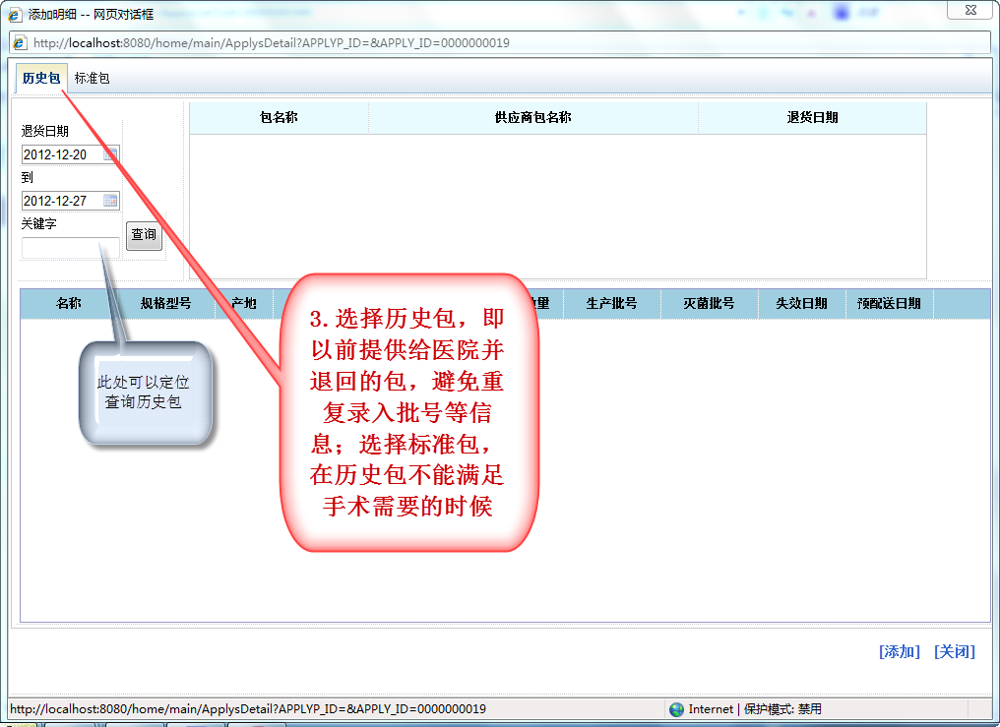 添加明细 -- 网页对话框
http://localhost:8080/home/main/ApplysDetail?APPLYP_ID=&APPLY_ID=0000000019
历史包 标准包
包名称 供应商包名称 退货日期
退货日期
2012-12-20
到
2012-12-27
关键字
查询
名称 规格型号 产地 量 生产批号 灭菌批号 失效日期 预配送日期
3.选择历史包，即
以前提供给医院并
退回的包，避免重
复录入批号等信
息；选择标准包，
在历史包不能满足
手术需要的时候
此处可以定位
查询历史包
[添加] [关闭]
http://localhost:8080/home/main/ApplysDetail?APPLYP_ID=&APPLY_ID=0000000019
Internet | 保护模式: 禁用